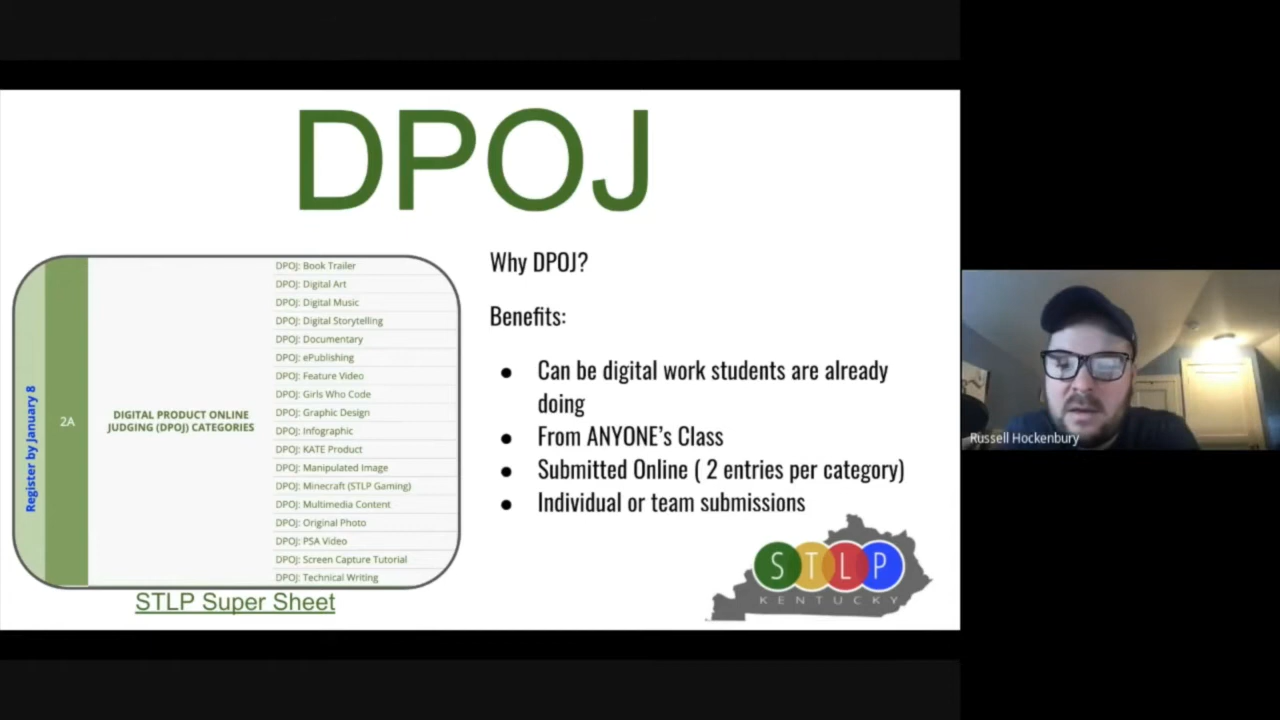 DPOJ
Register by January 8
2A
DIGITAL PRODUCT ONLINE
JUDGING (DPOJ) CATEGORIES
DPOJ: Book Trailer
DPOJ: Digital Art
DPOJ: Digital Music
DPOJ: Digital Storytelling
DPOJ: Documentary
DPOJ: ePublishing
DPOJ: Feature Video
DPOJ: Girls Who Code
DPOJ: Graphic Design
DPOJ: Infographic
DPOJ: KATE Product
DPOJ: Manipulated Image
DPOJ: Minecraft (STLP Gaming)
DPOJ: Multimedia Content
DPOJ: Original Photo
DPOJ: PSA Video
DPOJ: Screen Capture Tutorial
DPOJ: Technical Writing
STLP Super Sheet
Why DPOJ?
Benefits:
● Can be digital work students are already
doing
● From ANYONE's Class
● Submitted Online ( 2 entries per category)
● Individual or team submissions
STLP
KENTUCKY
Russell Hockenbury